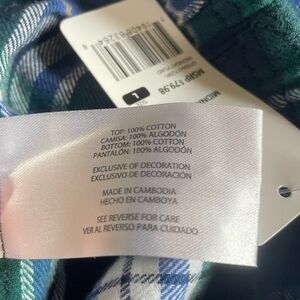 MSRP $79.98
L
TOP: 100% COTTON
CAMISA: 100% ALGODÓN
BOTTOM: 100% COTTON
PANTALÓN: 100% ALGODÓN
EXCLUSIVE OF DECORATION
EXCLUSIVO DE DECORACIÓN
MADE IN CAMBODIA
HECHO EN CAMBOYA
SEE REVERSE FOR CARE
VER AL REVERSO PARA CUIDADO